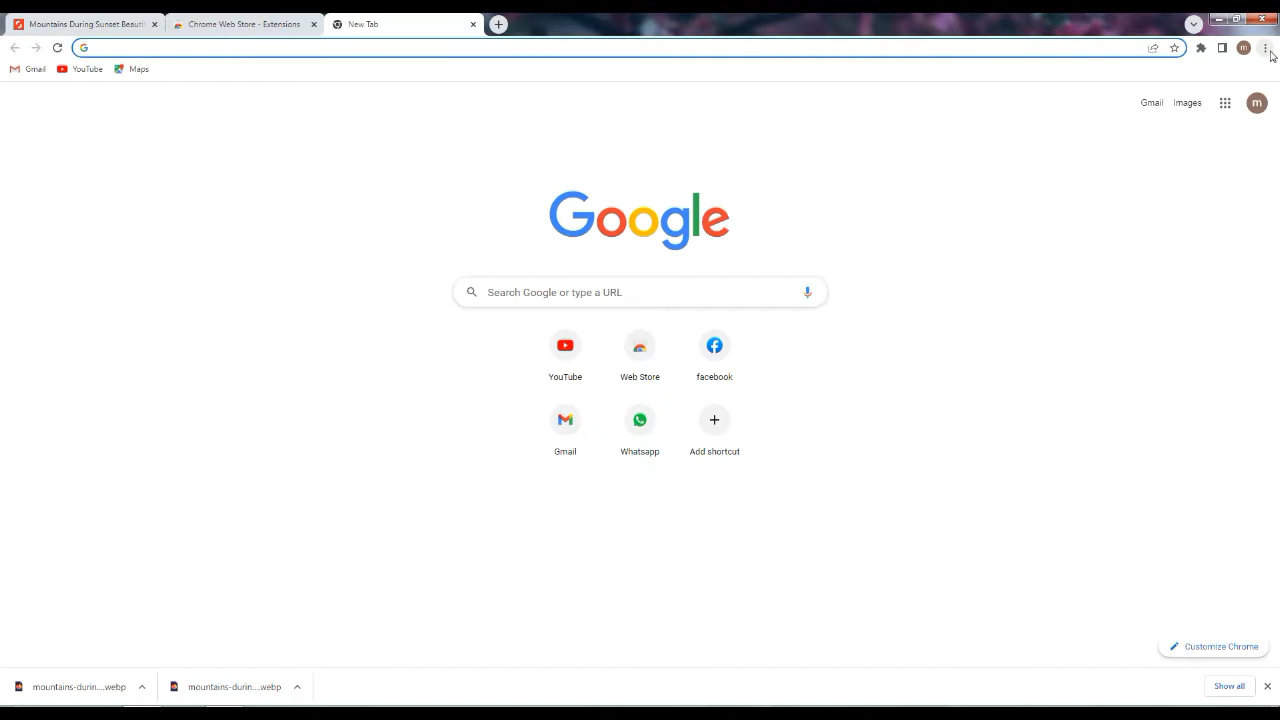 Mountains During Sunset Beautif
Chrome Web Store - Extensions
New Tab
m
Gmail
YouTube
Maps
Gmail
Images
m
Google
Search Google or type a URL
YouTube
Web Store
facebook
Gmail
Whatsapp
Add shortcut
Customize Chrome
mountains-durin....webp
mountains-durin....webp
Show all